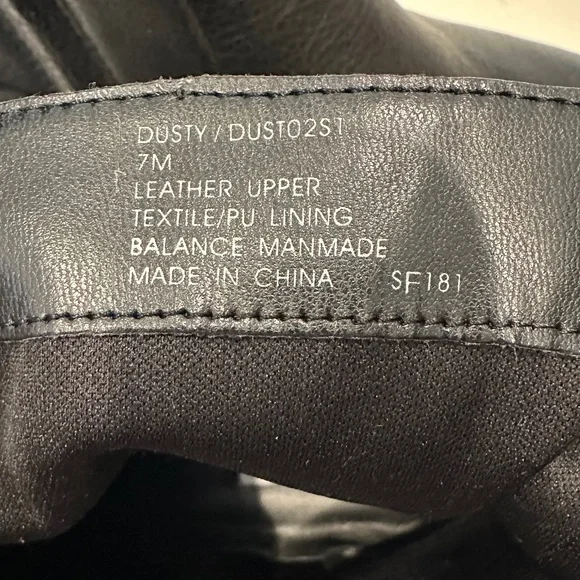 DUSTY / DUST02S1
7M
LEATHER UPPER
TEXTILE/PU LINING
BALANCE MANMADE
MADE IN CHINA SF181